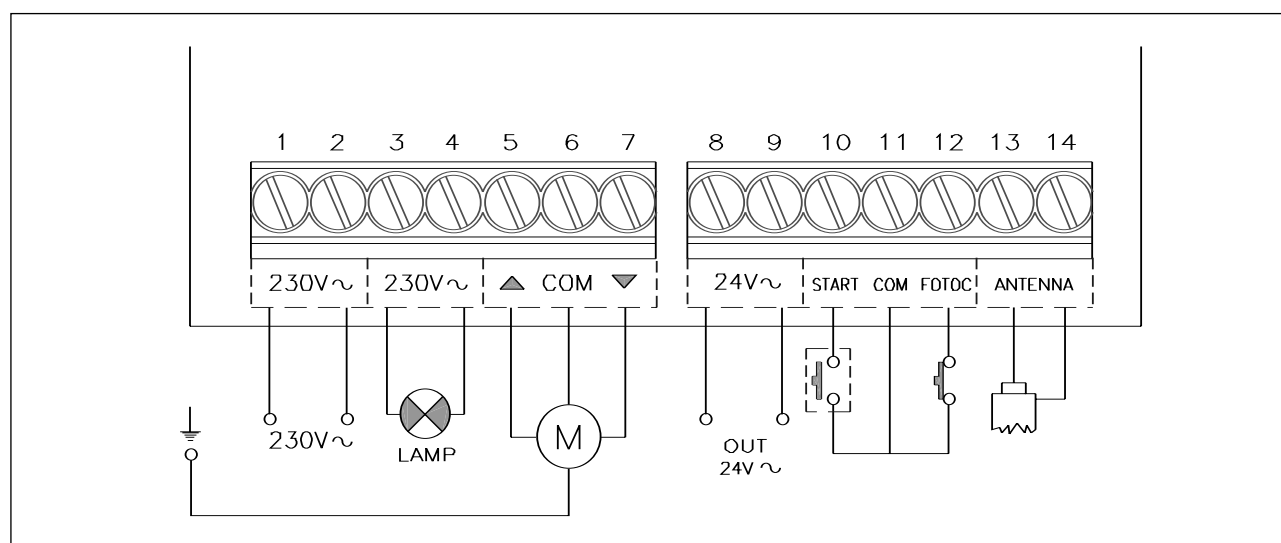 1 2 3 4 5 6 7 8 9 10 11 12 13 14
230V~ 230V~ ▲ COM ▼ 24V~ START COM FOTOC ANTENNA
230V~
LAMP
M
OUT
24V~